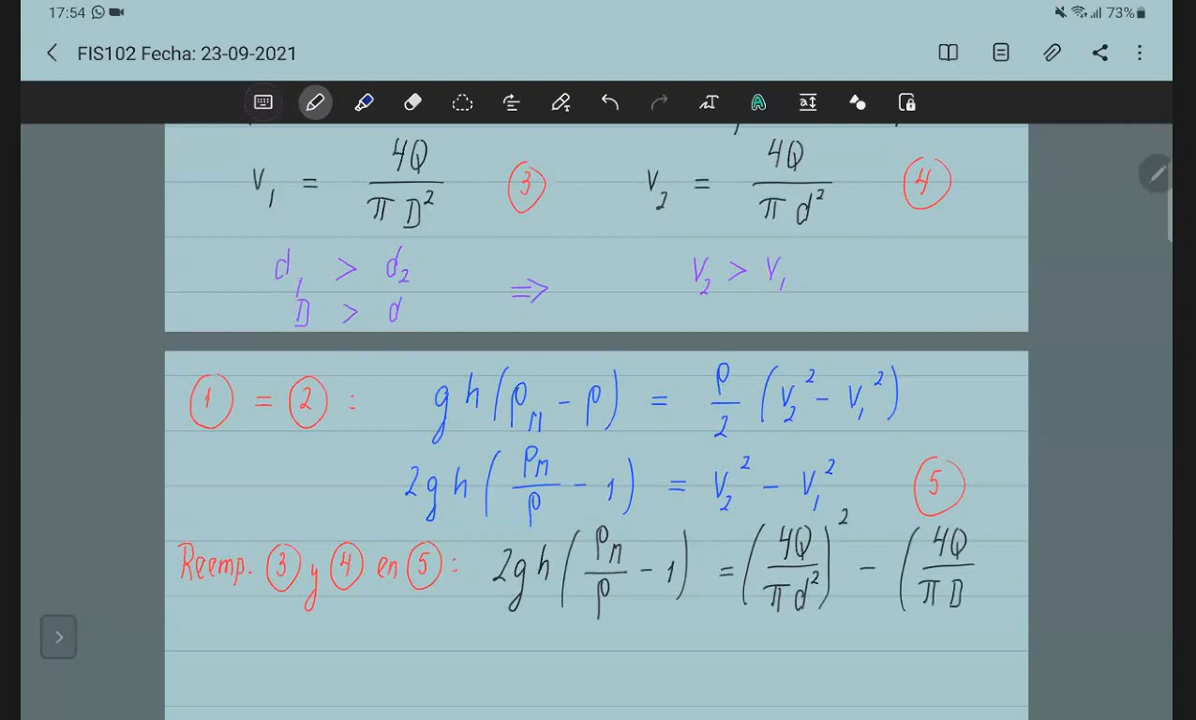 17:54 73%
FIS102 Fecha: 23-09-2021
V₁ = 4Q / π D² ③ V₂ = 4Q / π d² ④
d₁ > d₂ ⇒ V₂ > V₁
D > d
① = ② : gh(ρₘ - ρ) = ρ/2 (V₂² - V₁²)
2gh(ρₘ/ρ - 1) = V₂² - V₁² ⑤
Reemp. ③ y ④ en ⑤ : 2gh(ρₘ/ρ - 1) = (4Q/πd²)² - (4Q/πD